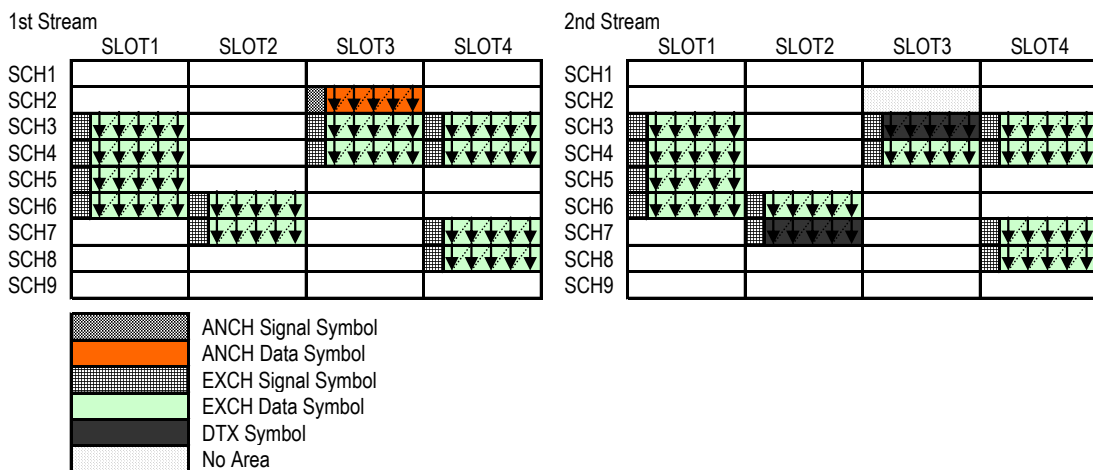 1st Stream
SLOT1 SLOT2 SLOT3 SLOT4
SCH1
SCH2
SCH3
SCH4
SCH5
SCH6
SCH7
SCH8
SCH9
2nd Stream
SLOT1 SLOT2 SLOT3 SLOT4
SCH1
SCH2
SCH3
SCH4
SCH5
SCH6
SCH7
SCH8
SCH9
ANCH Signal Symbol
ANCH Data Symbol
EXCH Signal Symbol
EXCH Data Symbol
DTX Symbol
No Area